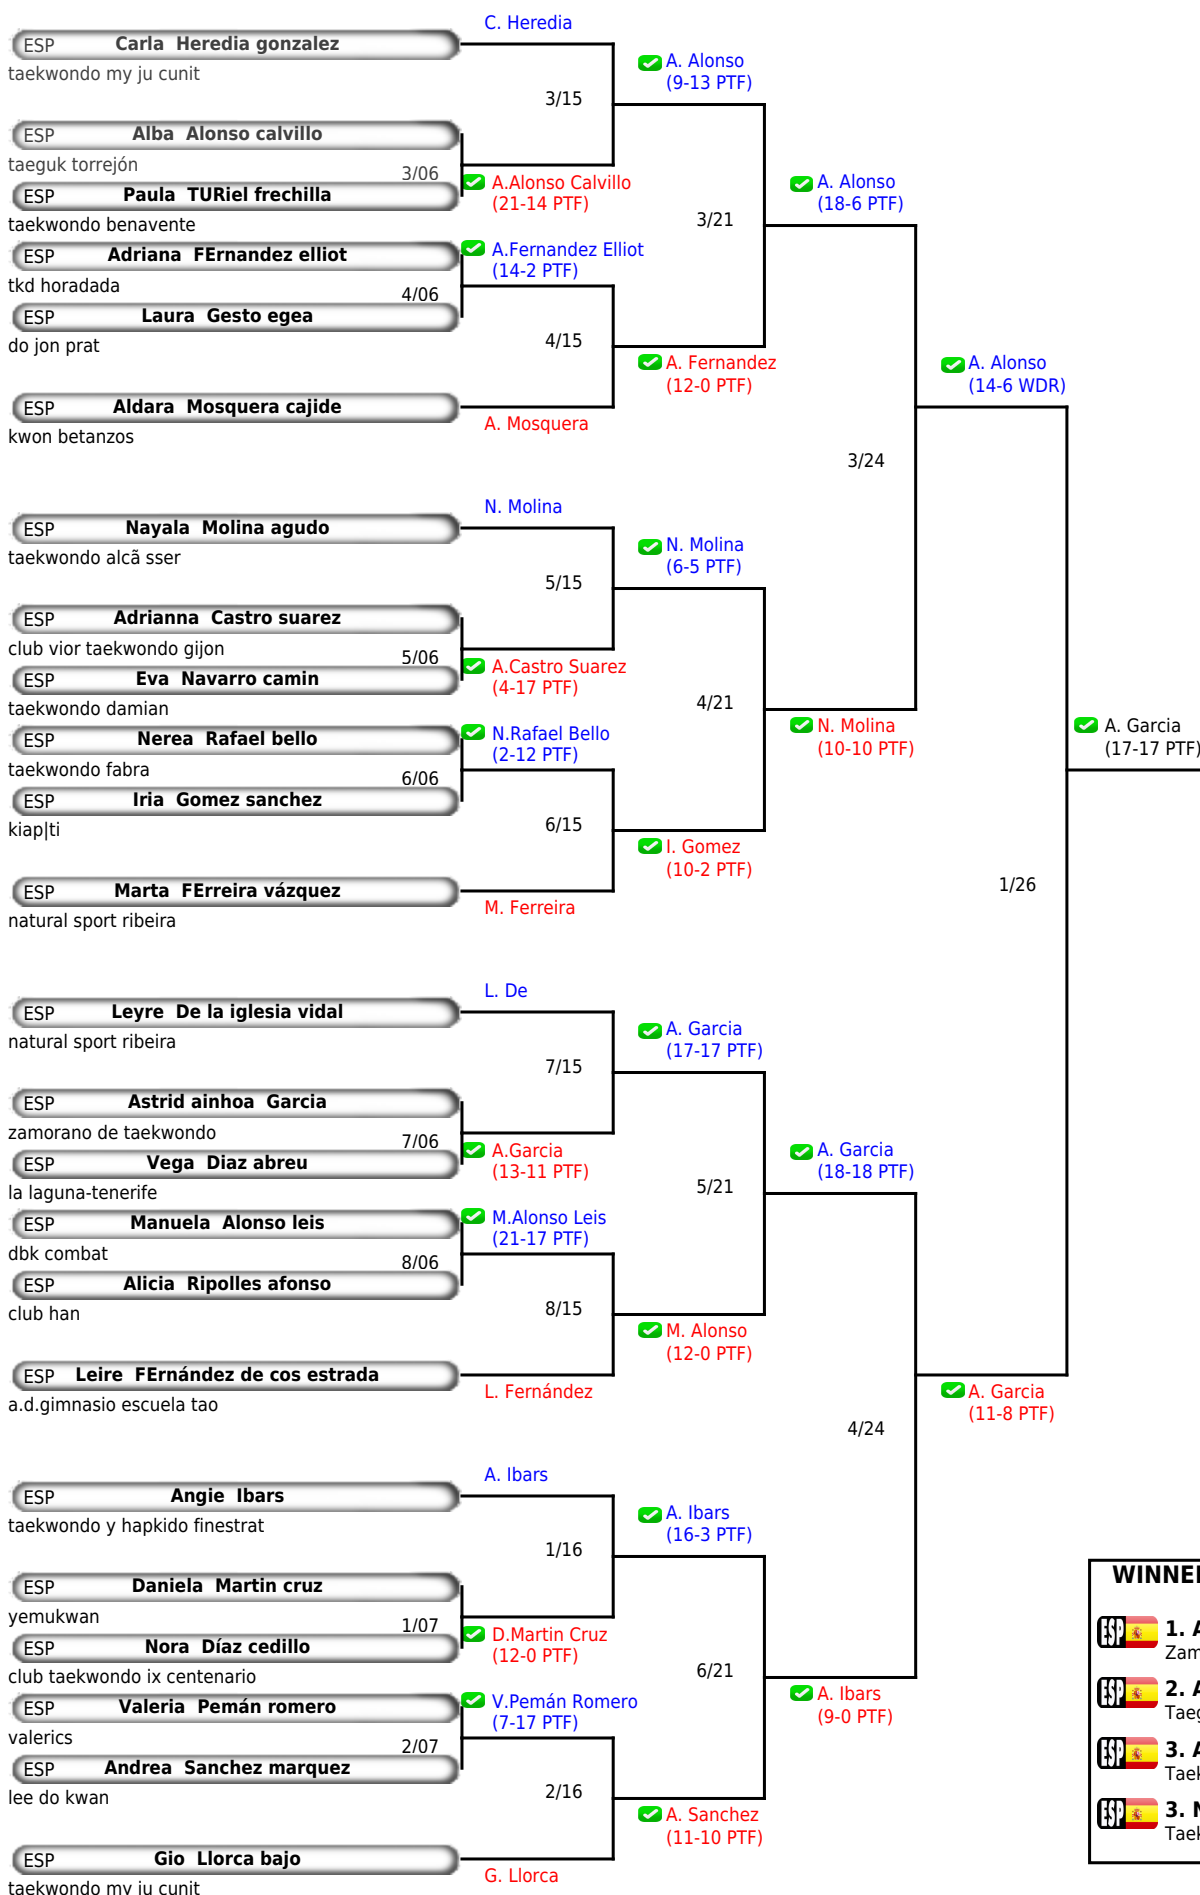 C. Heredia
ESP Carla Heredia gonzalez
taekwondo my ju cunit
A. Alonso
(9-13 PTF)
3/15
ESP Alba Alonso calvillo
taeguk torrejón
3/06
A.Alonso Calvillo
(21-14 PTF)
ESP Paula TURiel frechilla
taekwondo benavente
A. Alonso
(18-6 PTF)
3/21
ESP Adriana FErnandez elliot
tkd horadada
A.Fernandez Elliot
(14-2 PTF)
4/06
ESP Laura Gesto egea
do jon prat
4/15
A. Fernandez
(12-0 PTF)
A. Alonso
(14-6 WDR)
ESP Aldara Mosquera cajide
kwon betanzos
A. Mosquera
3/24
N. Molina
ESP Nayala Molina agudo
taekwondo alcã sser
N. Molina
(6-5 PTF)
5/15
ESP Adrianna Castro suarez
club vior taekwondo gijon
5/06
A.Castro Suarez
(4-17 PTF)
ESP Eva Navarro camin
taekwondo damian
4/21
N. Molina
(10-10 PTF)
A. Garcia
(17-17 PTF)
ESP Nerea Rafael bello
taekwondo fabra
N.Rafael Bello
(2-12 PTF)
6/06
ESP Iria Gomez sanchez
kiap|ti
6/15
I. Gomez
(10-2 PTF)
ESP Marta FErreira vázquez
natural sport ribeira
M. Ferreira
1/26
L. De
ESP Leyre De la iglesia vidal
natural sport ribeira
A. Garcia
(17-17 PTF)
7/15
ESP Astrid ainhoa Garcia
zamorano de taekwondo
7/06
A.Garcia
(13-11 PTF)
ESP Vega Diaz abreu
la laguna-tenerife
A. Garcia
(18-18 PTF)
5/21
ESP Manuela Alonso leis
dbk combat
M.Alonso Leis
(21-17 PTF)
8/06
ESP Alicia Ripolles afonso
club han
8/15
M. Alonso
(12-0 PTF)
ESP Leire FErnández de cos estrada
a.d.gimnasio escuela tao
L. Fernández
A. Garcia
(11-8 PTF)
4/24
A. Ibars
ESP Angie Ibars
taekwondo y hapkido finestrat
A. Ibars
(16-3 PTF)
1/16
ESP Daniela Martin cruz
yemukwan
1/07
D.Martin Cruz
(12-0 PTF)
ESP Nora Díaz cedillo
club taekwondo ix centenario
6/21
A. Ibars
(9-0 PTF)
ESP Valeria Pemán romero
valerics
V.Pemán Romero
(7-17 PTF)
2/07
ESP Andrea Sanchez marquez
lee do kwan
2/16
A. Sanchez
(11-10 PTF)
ESP Gio Llorca bajo
taekwondo my ju cunit
G. Llorca
ESP 1. A
ESP 2. A
ESP 3. A
ESP 3. N